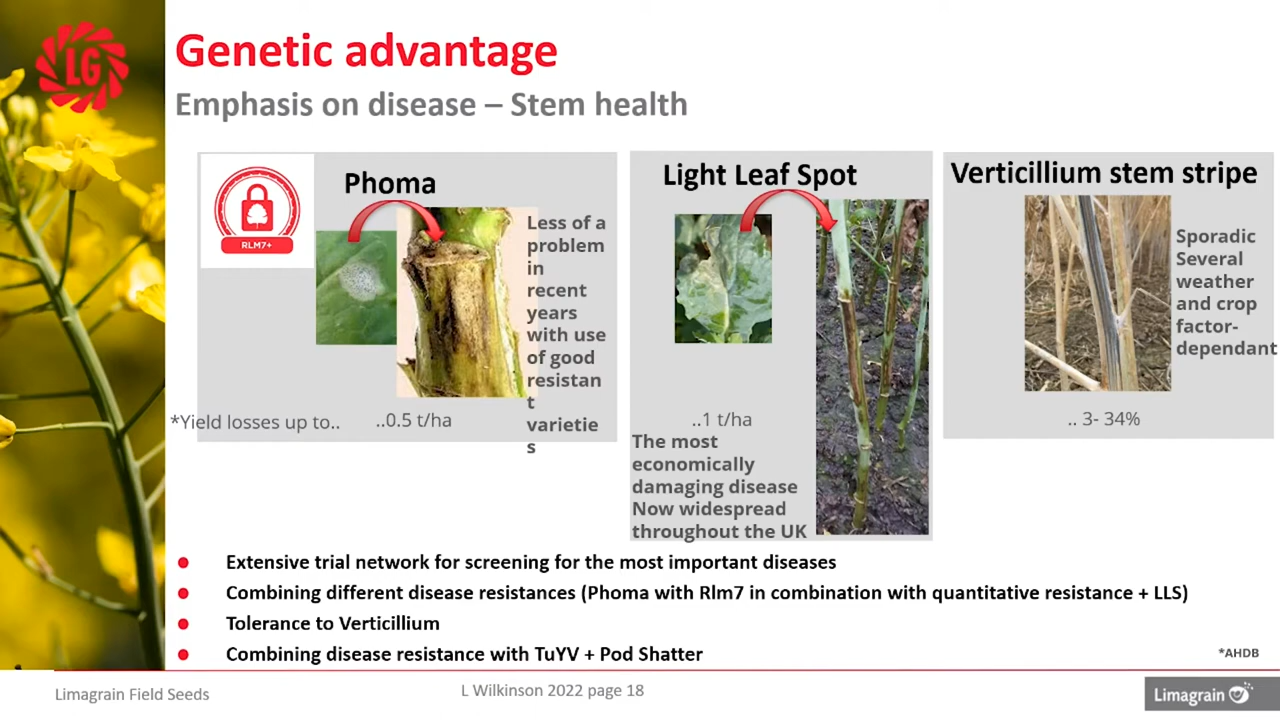 LG
Genetic advantage
Emphasis on disease – Stem health
RLM7+
Phoma
Less of a
problem
in
recent
years
with use
of good
resistan
t
varietie
s
*Yield losses up to..
..0.5 t/ha
Light Leaf Spot
..1 t/ha
The most
economically
damaging disease
Now widespread
throughout the UK
Verticillium stem stripe
Sporadic
Several
weather
and crop
factor-
dependant
.. 3- 34%
Extensive trial network for screening for the most important diseases
Combining different disease resistances (Phoma with Rlm7 in combination with quantitative resistance + LLS)
Tolerance to Verticillium
Combining disease resistance with TuYV + Pod Shatter
*AHDB
Limagrain Field Seeds
L Wilkinson 2022 page 18
Limagrain